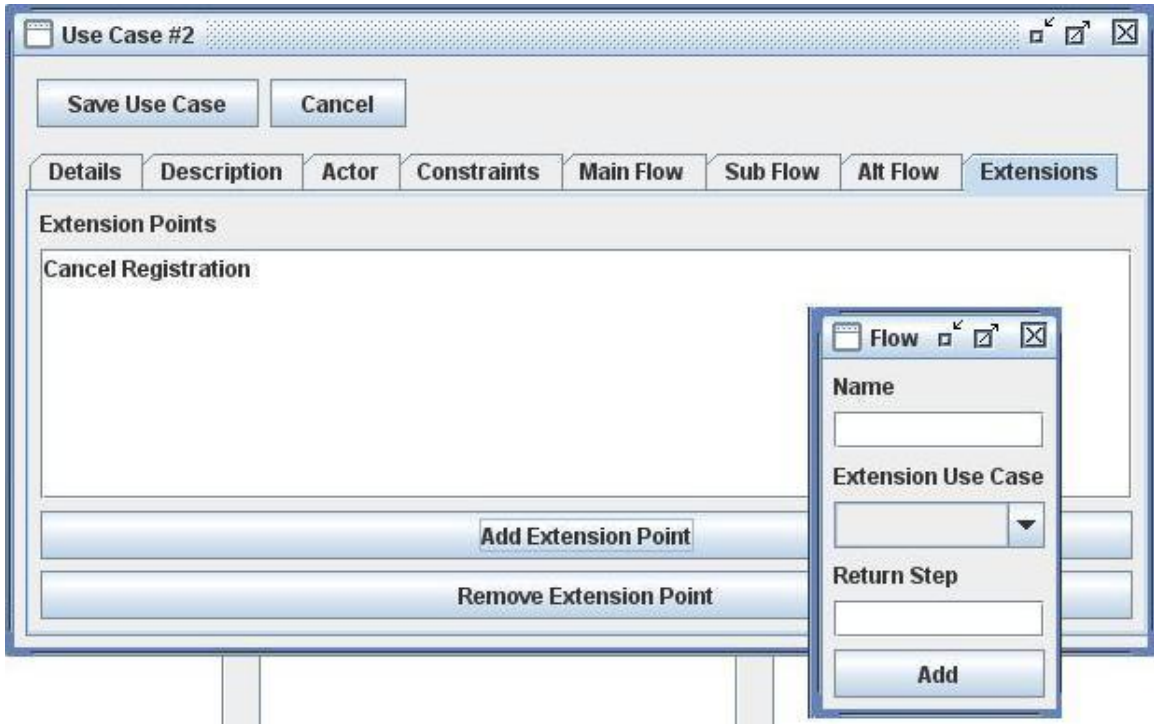 Use Case #2
Save Use Case Cancel
Details Description Actor Constraints Main Flow Sub Flow Alt Flow Extensions
Extension Points
Cancel Registration
Add Extension Point
Remove Extension Point
Flow
Name
Extension Use Case
Return Step
Add